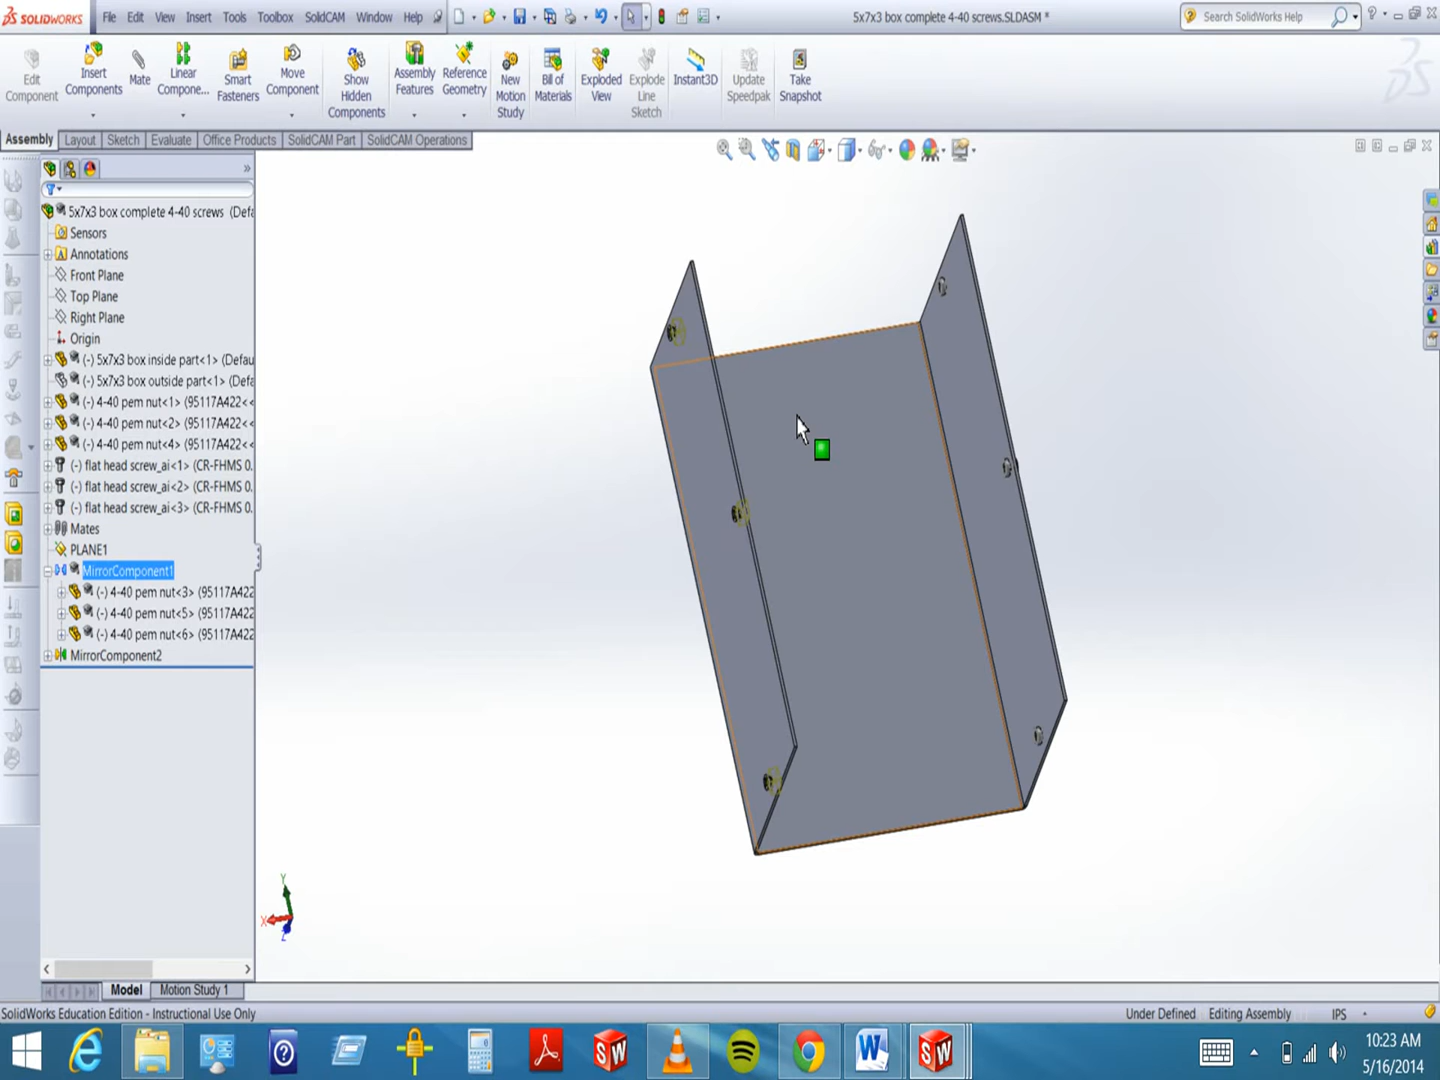 SOLIDWORKS File Edit View Insert Tools Toolbox SolidCAM Window Help 5x7x3 box complete 4-40 screws.SLDASM * Search SolidWorks Help
Edit Component
Insert Components
Mate
Linear Compone...
Smart Fasteners
Move Component
Show Hidden Components
Assembly Features
Reference Geometry
New Motion Study
Bill of Materials
Exploded View
Explode Line Sketch
Instant3D
Update Speedpak
Take Snapshot
Assembly Layout Sketch Evaluate Office Products SolidCAM Part SolidCAM Operations
5x7x3 box complete 4-40 screws (Defa
Sensors
Annotations
Front Plane
Top Plane
Right Plane
Origin
(-) 5x7x3 box inside part<1> (Defau
(-) 5x7x3 box outside part<1> (Defa
(-) 4-40 pem nut<1> (95117A422<<
(-) 4-40 pem nut<2> (95117A422<<
(-) 4-40 pem nut<4> (95117A422<<
(-) flat head screw_ai<1> (CR-FHMS 0.
(-) flat head screw_ai<2> (CR-FHMS 0.
(-) flat head screw_ai<3> (CR-FHMS 0.
Mates
PLANE1
MirrorComponent1
(-) 4-40 pem nut<3> (95117A422
(-) 4-40 pem nut<5> (95117A422
(-) 4-40 pem nut<6> (95117A422
MirrorComponent2
Y
X
Z
Model Motion Study 1
SolidWorks Education Edition - Instructional Use Only Under Defined Editing Assembly IPS
10:23 AM
5/16/2014